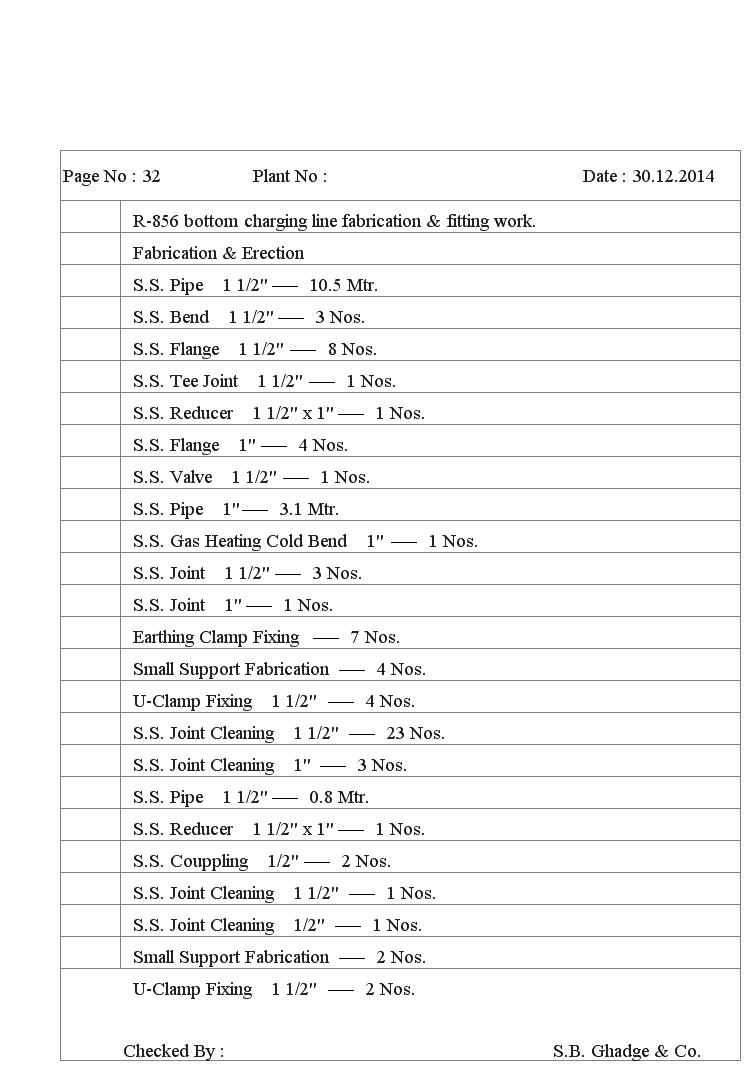 Page No : 32 Plant No : Date : 30.12.2014
R-856 bottom charging line fabrication & fitting work.
Fabrication & Erection
S.S. Pipe 1 1/2" — 10.5 Mtr.
S.S. Bend 1 1/2" — 3 Nos.
S.S. Flange 1 1/2" — 8 Nos.
S.S. Tee Joint 1 1/2" — 1 Nos.
S.S. Reducer 1 1/2" x 1" — 1 Nos.
S.S. Flange 1" — 4 Nos.
S.S. Valve 1 1/2" — 1 Nos.
S.S. Pipe 1" — 3.1 Mtr.
S.S. Gas Heating Cold Bend 1" — 1 Nos.
S.S. Joint 1 1/2" — 3 Nos.
S.S. Joint 1" — 1 Nos.
Earthing Clamp Fixing — 7 Nos.
Small Support Fabrication — 4 Nos.
U-Clamp Fixing 1 1/2" — 4 Nos.
S.S. Joint Cleaning 1 1/2" — 23 Nos.
S.S. Joint Cleaning 1" — 3 Nos.
S.S. Pipe 1 1/2" — 0.8 Mtr.
S.S. Reducer 1 1/2" x 1" — 1 Nos.
S.S. Couppling 1/2" — 2 Nos.
S.S. Joint Cleaning 1 1/2" — 1 Nos.
S.S. Joint Cleaning 1/2" — 1 Nos.
Small Support Fabrication — 2 Nos.
U-Clamp Fixing 1 1/2" — 2 Nos.
Checked By : S.B. Ghadge & Co.